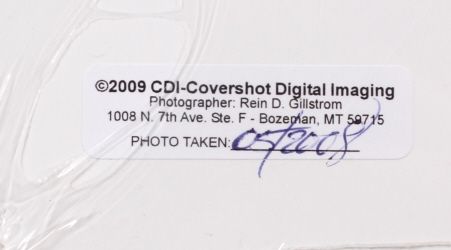 ©2009 CDI-Covershot Digital Imaging
Photographer: Rein D. Gillstrom
1008 N. 7th Ave. Ste. F - Bozeman, MT 59715
PHOTO TAKEN: 05/2008